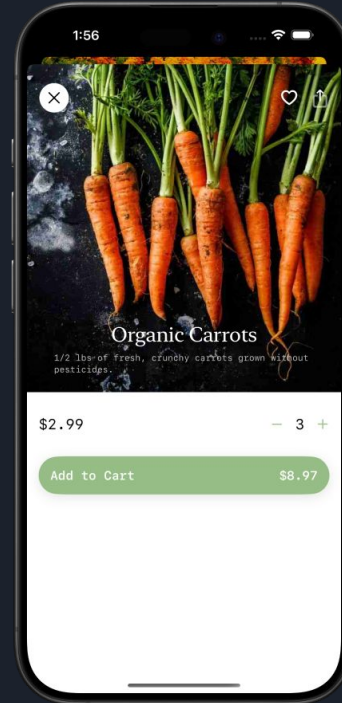 1:56
Organic Carrots
1/2 lbs of fresh, crunchy carrots grown without
pesticides.
$2.99 − 3 +
Add to Cart $8.97